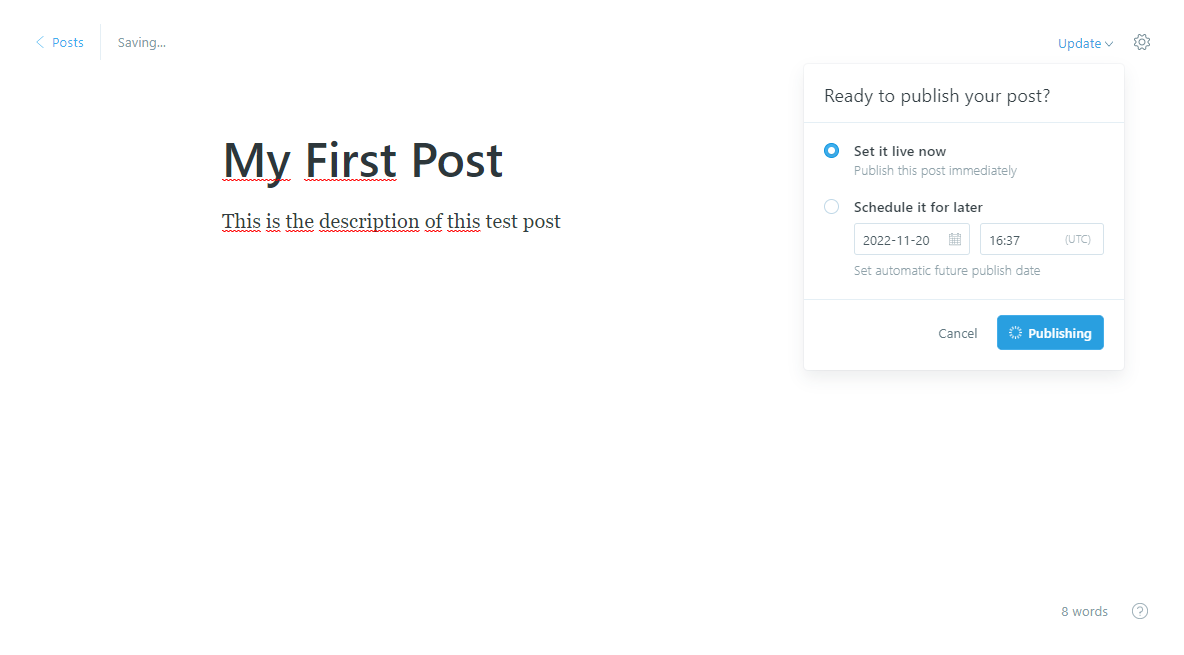 Posts
Saving...
Update
Ready to publish your post?
Set it live now
Publish this post immediately
Schedule it for later
2022-11-20
16:37 (UTC)
Set automatic future publish date
Cancel
Publishing
My First Post
This is the description of this test post
8 words
?